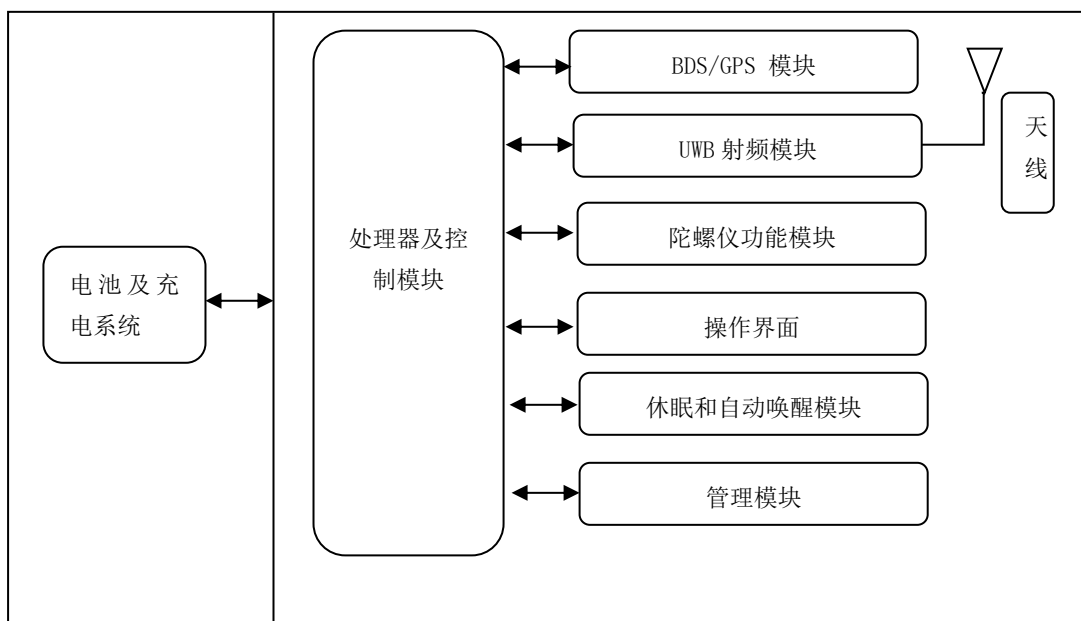 电池及充
电系统
处理器及控
制模块
BDS/GPS 模块
UWB 射频模块
天
线
陀螺仪功能模块
操作界面
休眠和自动唤醒模块
管理模块